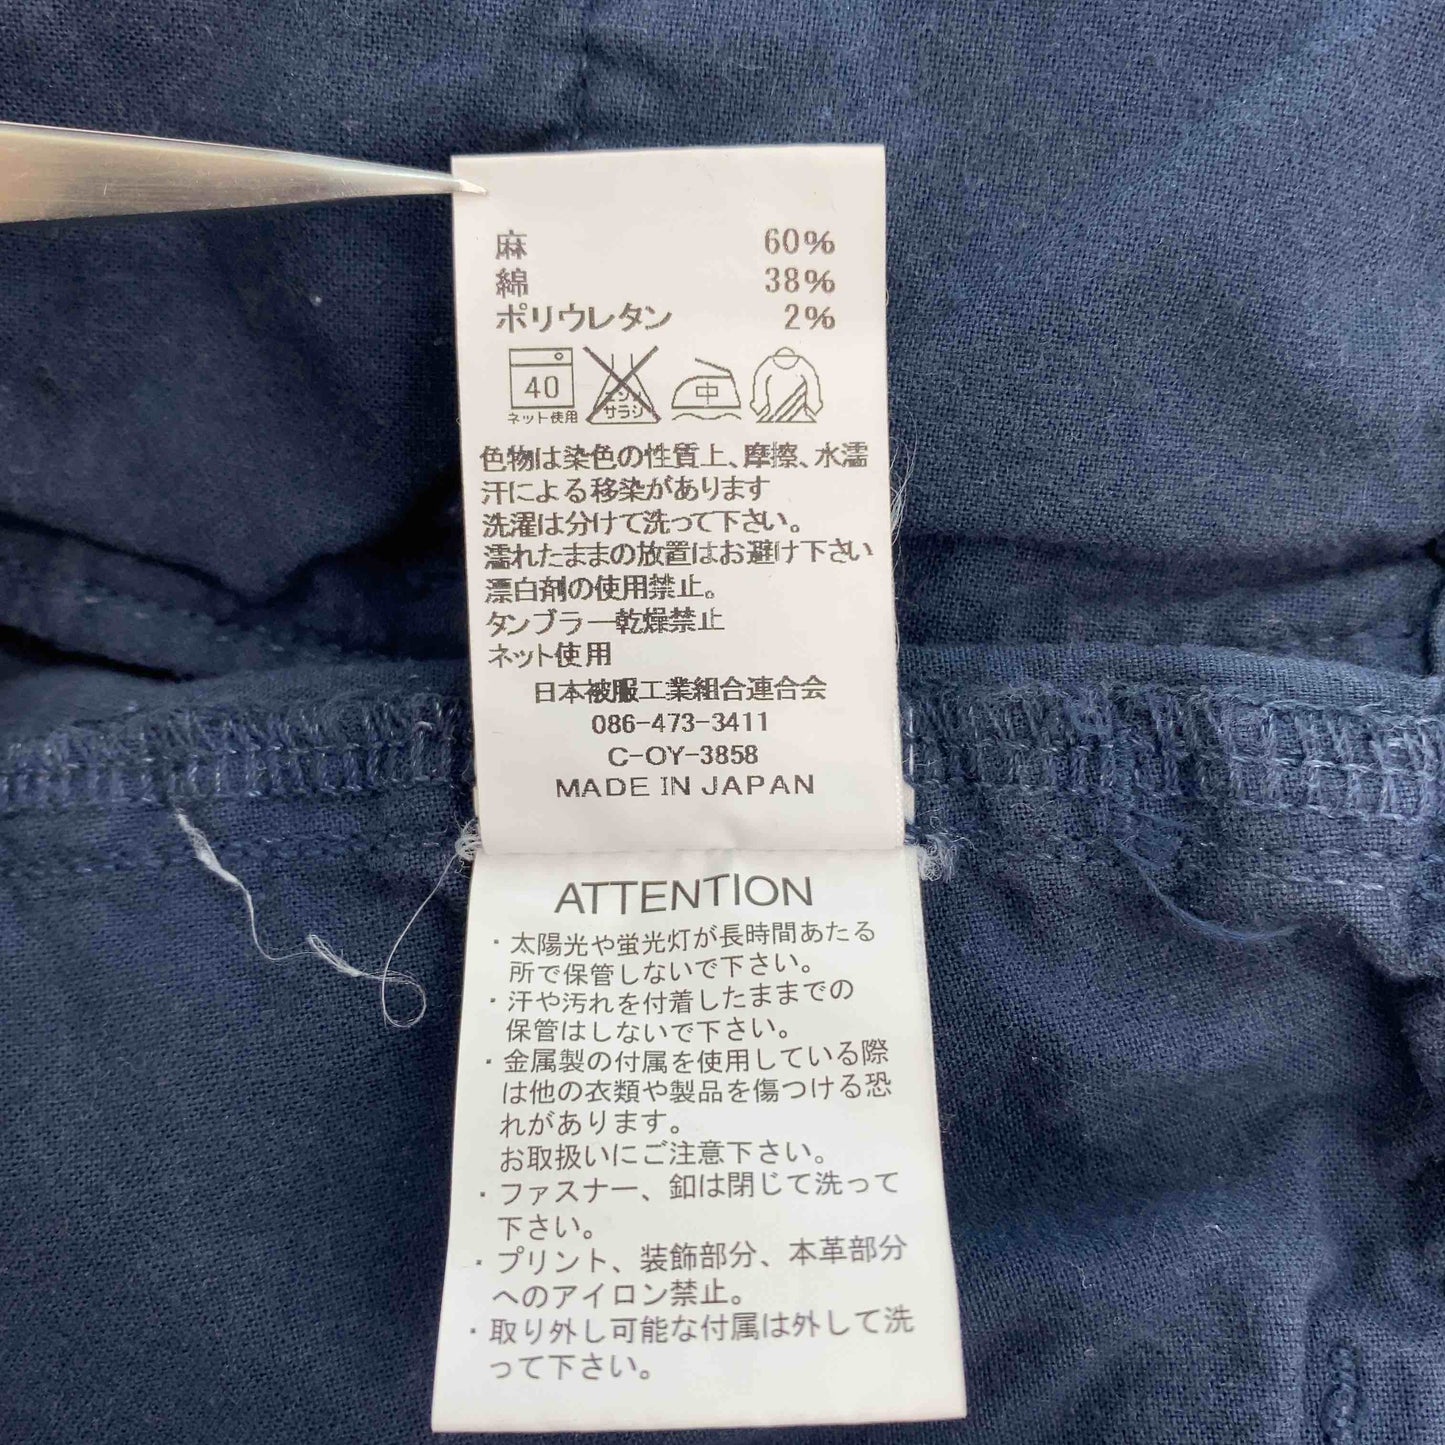 麻 60%
綿 38%
ポリウレタン 2%
40 エンソサラシ 中
ネット使用
色物は染色の性質上、摩擦、水濡
汗による移染があります
洗濯は分けて洗って下さい。
濡れたままの放置はお避け下さい
漂白剤の使用禁止。
タンブラー乾燥禁止
ネット使用
日本被服工業組合連合会
086-473-3411
C-OY-3858
MADE IN JAPAN
ATTENTION
・太陽光や蛍光灯が長時間あたる
所で保管しないで下さい。
・汗や汚れを付着したままでの
保管はしないで下さい。
・金属製の付属を使用している際
は他の衣類や製品を傷つける恐
れがあります。
お取扱いにご注意下さい。
・ファスナー、釦は閉じて洗って
下さい。
・プリント、装飾部分、本革部分
へのアイロン禁止。
・取り外し可能な付属は外して洗
って下さい。